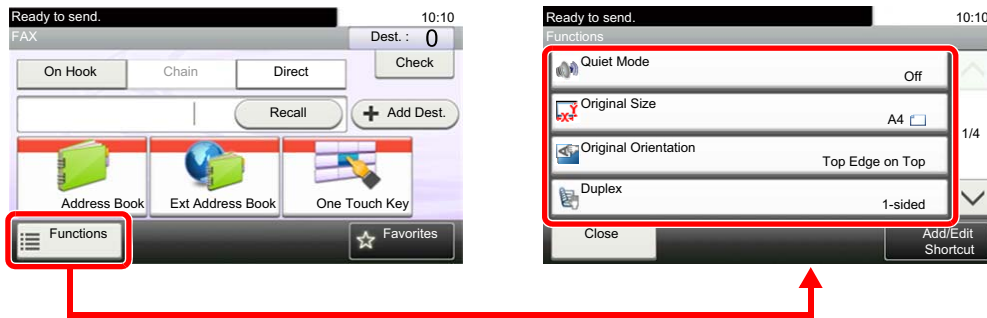 Ready to send.
10:10
FAX
Dest. : 0
On Hook
Chain
Direct
Check
Recall
Add Dest.
Address Book
Ext Address Book
One Touch Key
Functions
Favorites
Ready to send.
10:10
Functions
Quiet Mode
Off
Original Size
A4
1/4
Original Orientation
Top Edge on Top
Duplex
1-sided
Close
Add/Edit
Shortcut